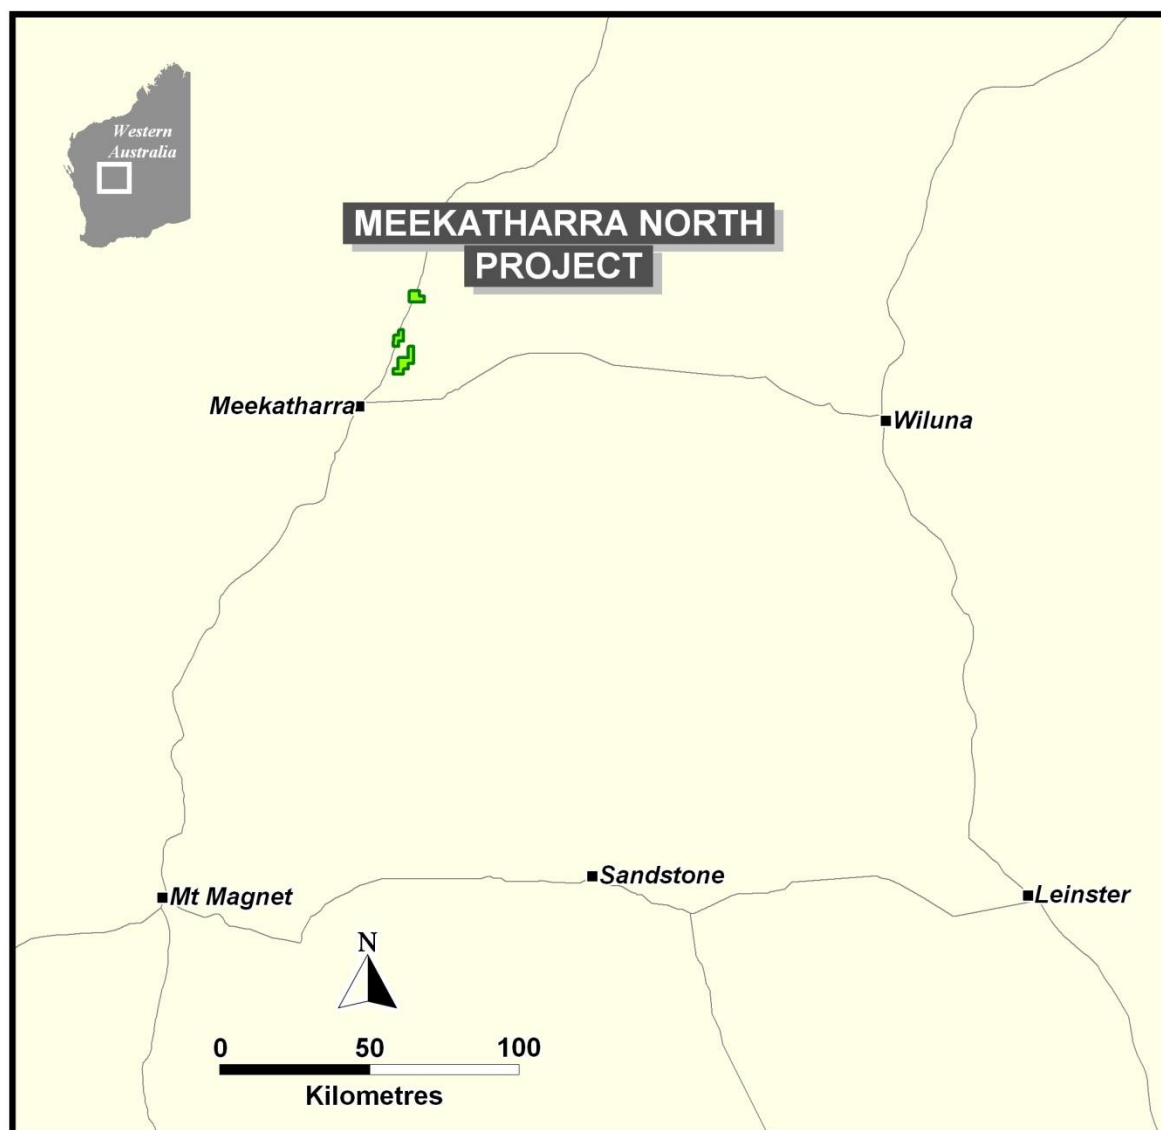 Western
Australia
MEEKATHARRA NORTH
PROJECT
Meekatharra
Wiluna
Sandstone
Mt Magnet
Leinster
N
0 50 100
Kilometres